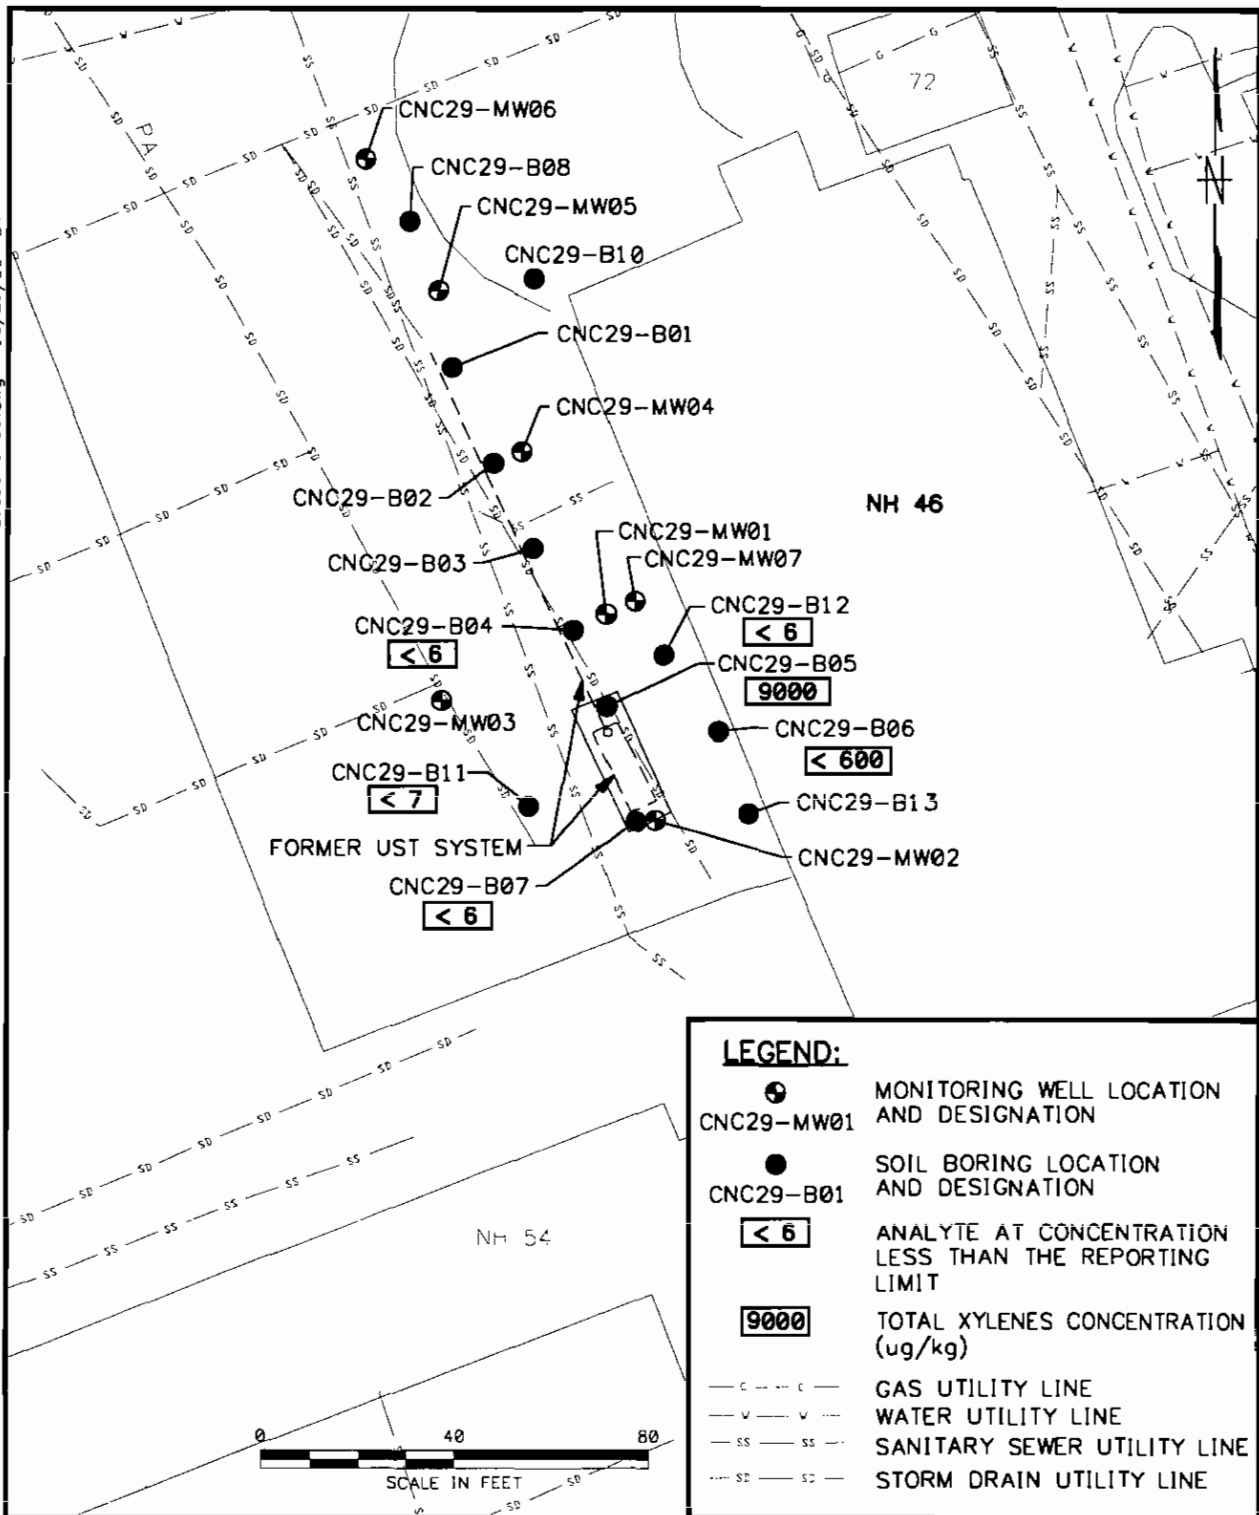 CNC29-MW06
72
PA
CNC29-B08
N
CNC29-MW05
CNC29-B10
CNC29-B01
CNC29-MW04
CNC29-B02
NH 46
CNC29-MW01
CNC29-B03
CNC29-MW07
CNC29-B04
< 6
CNC29-B12
< 6
CNC29-B05
9000
CNC29-MW03
CNC29-B06
< 600
CNC29-B11
< 7
CNC29-B13
FORMER UST SYSTEM
CNC29-MW02
CNC29-B07
< 6
NH 54
0 40 80
SCALE IN FEET
LEGEND:
CNC29-MW01
MONITORING WELL LOCATION
AND DESIGNATION
CNC29-B01
SOIL BORING LOCATION
AND DESIGNATION
< 6
ANALYTE AT CONCENTRATION
LESS THAN THE REPORTING
LIMIT
9000
TOTAL XYLENES CONCENTRATION
(ug/kg)
GAS UTILITY LINE
W W WATER UTILITY LINE
SS SS SANITARY SEWER UTILITY LINE
SD SD STORM DRAIN UTILITY LINE